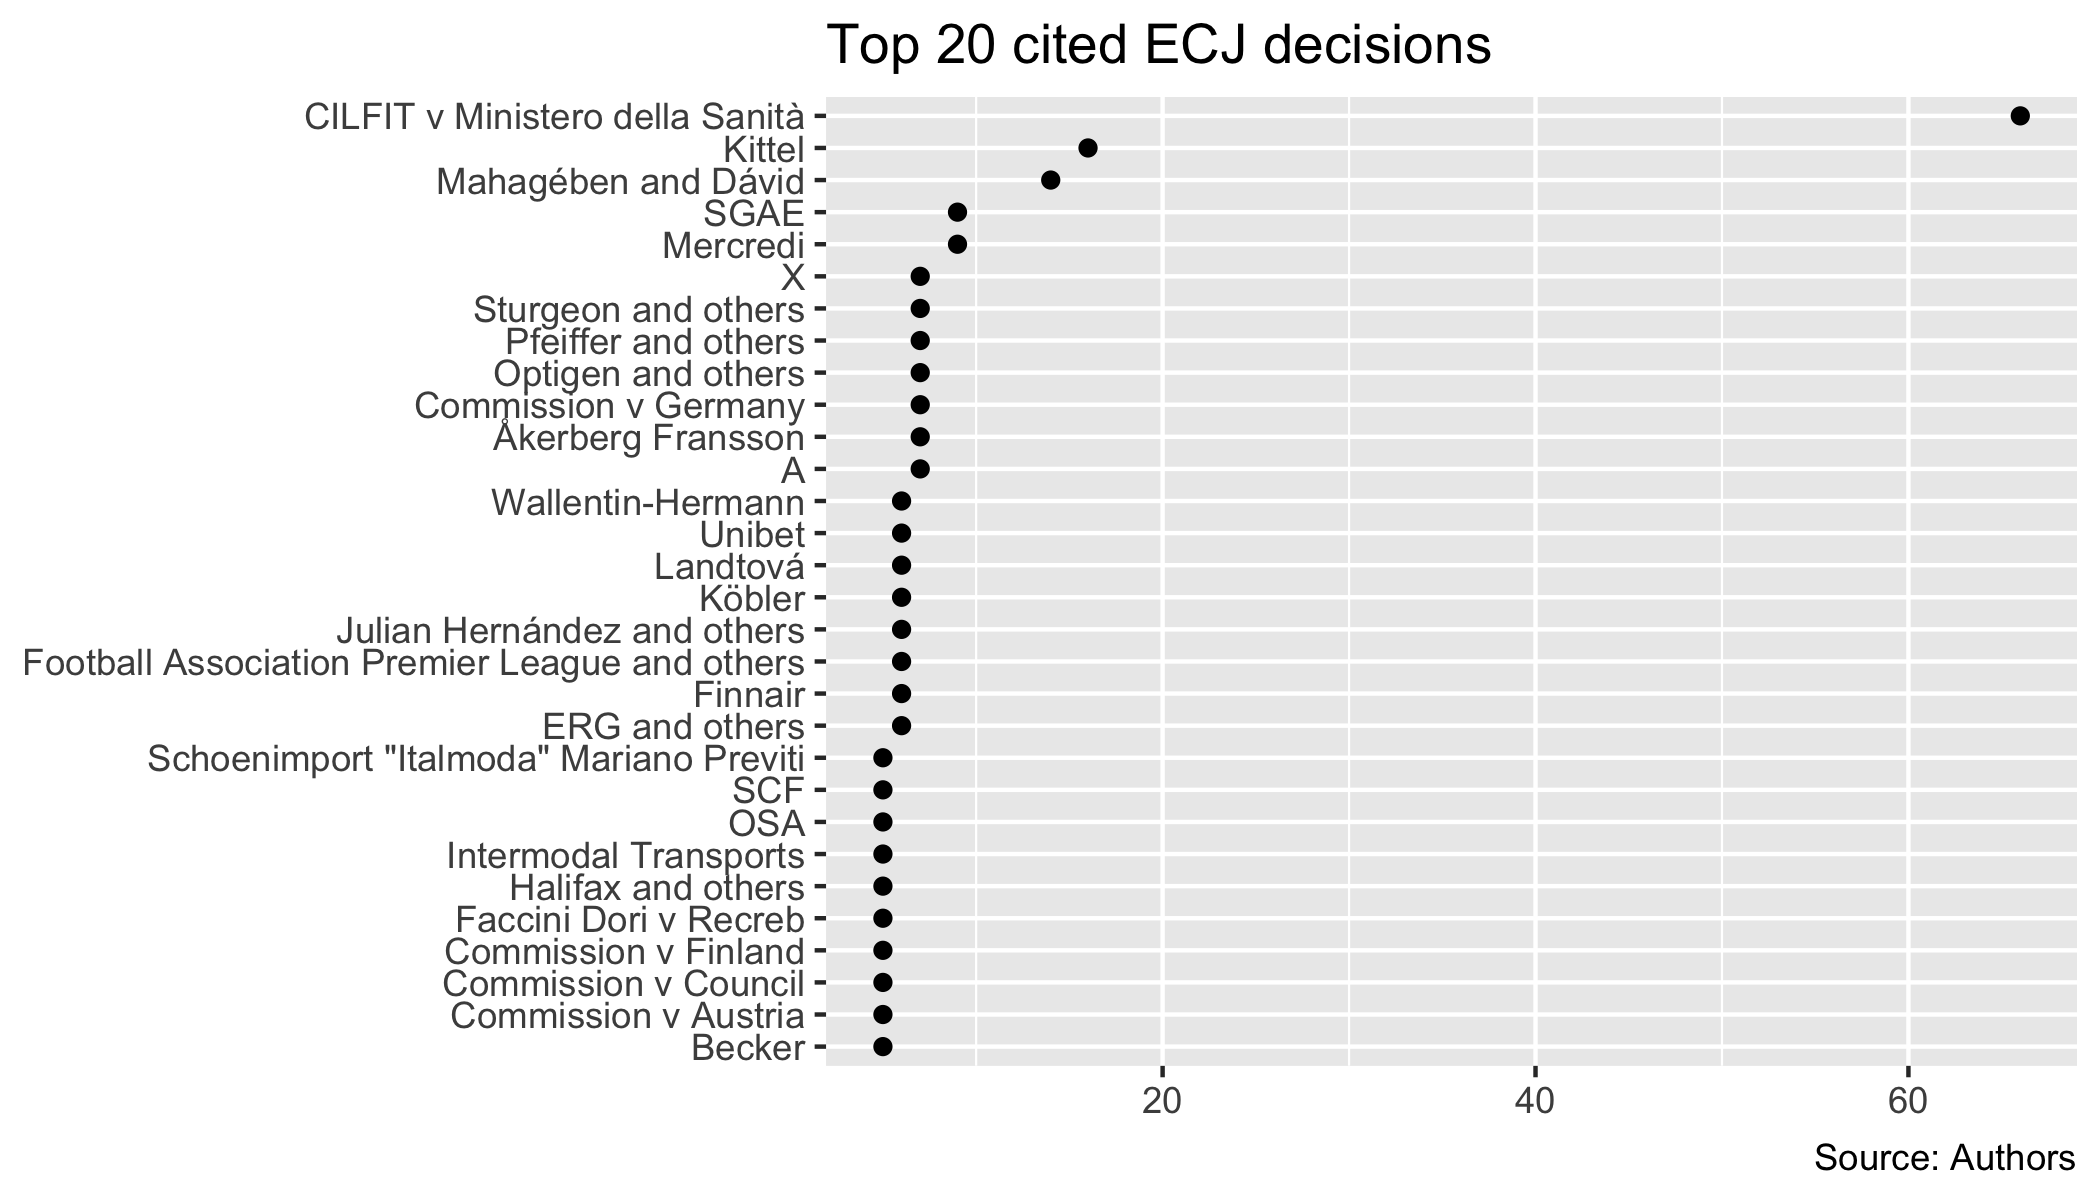 Top 20 cited ECJ decisions
CILFIT v Ministero della Sanità
Kittel
Mahagében and Dávid
SGAE
Mercredi
X
Sturgeon and others
Pfeiffer and others
Optigen and others
Commission v Germany
Åkerberg Fransson
A
Wallentin-Hermann
Unibet
Landtová
Köbler
Julian Hernández and others
Football Association Premier League and others
Finnair
ERG and others
Schoenimport "Italmoda" Mariano Previti
SCF
OSA
Intermodal Transports
Halifax and others
Faccini Dori v Recreb
Commission v Finland
Commission v Council
Commission v Austria
Becker
20 40 60
Source: Authors